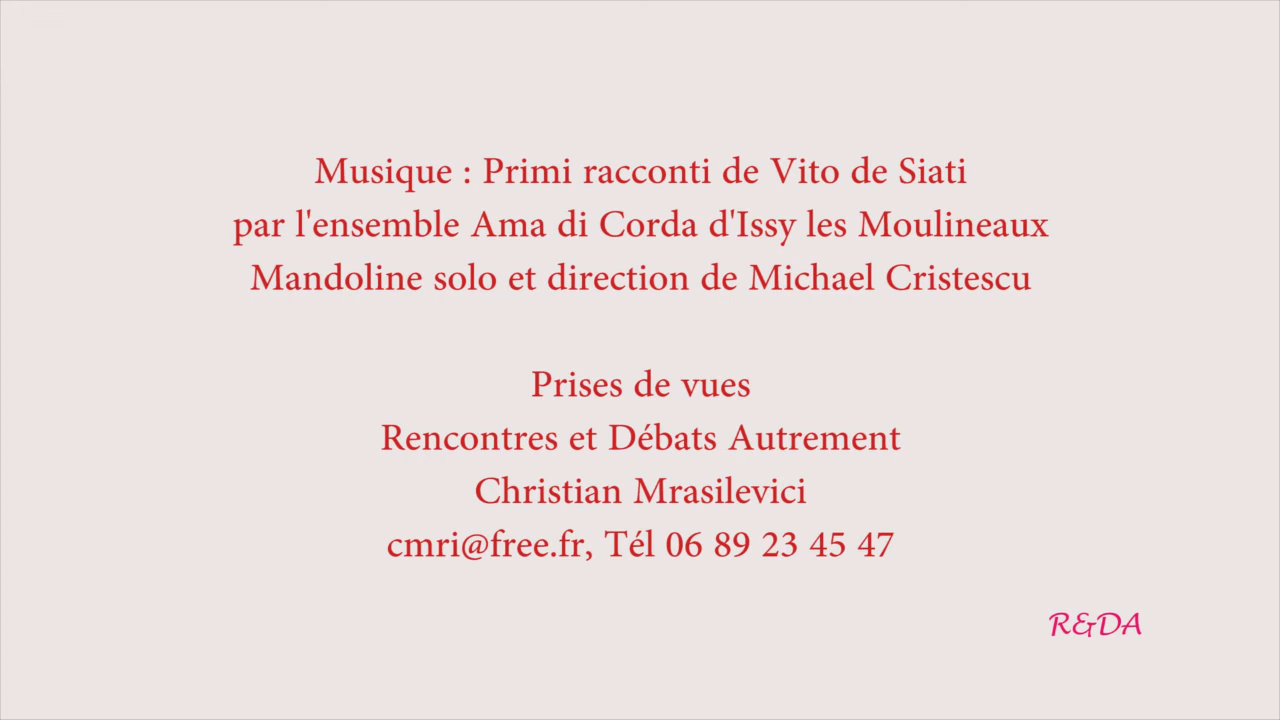 Musique : Primi racconti de Vito de Siati
par l'ensemble Ama di Corda d'Issy les Moulineaux
Mandoline solo et direction de Michael Cristescu
Prises de vues
Rencontres et Débats Autrement
Christian Mrasilevici
cmri@free.fr, Tél 06 89 23 45 47
R&DA